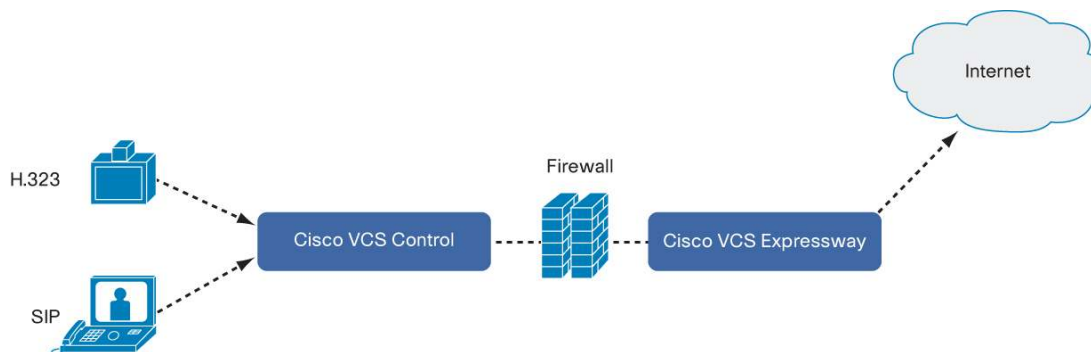 Internet
Firewall
H.323
Cisco VCS Control
Cisco VCS Expressway
SIP